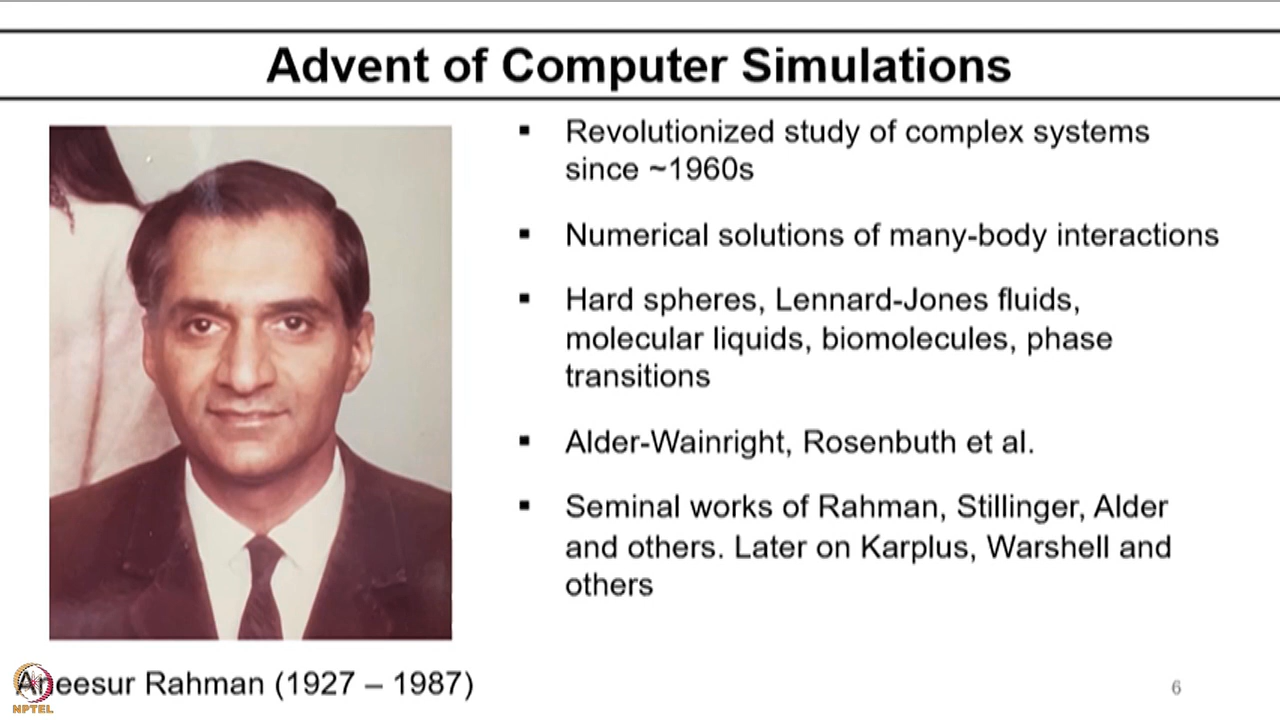 Advent of Computer Simulations
▪ Revolutionized study of complex systems
since ~1960s
▪ Numerical solutions of many-body interactions
▪ Hard spheres, Lennard-Jones fluids,
molecular liquids, biomolecules, phase
transitions
▪ Alder-Wainright, Rosenbuth et al.
▪ Seminal works of Rahman, Stillinger, Alder
and others. Later on Karplus, Warshell and
others
Aneesur Rahman (1927 – 1987)
NPTEL
6